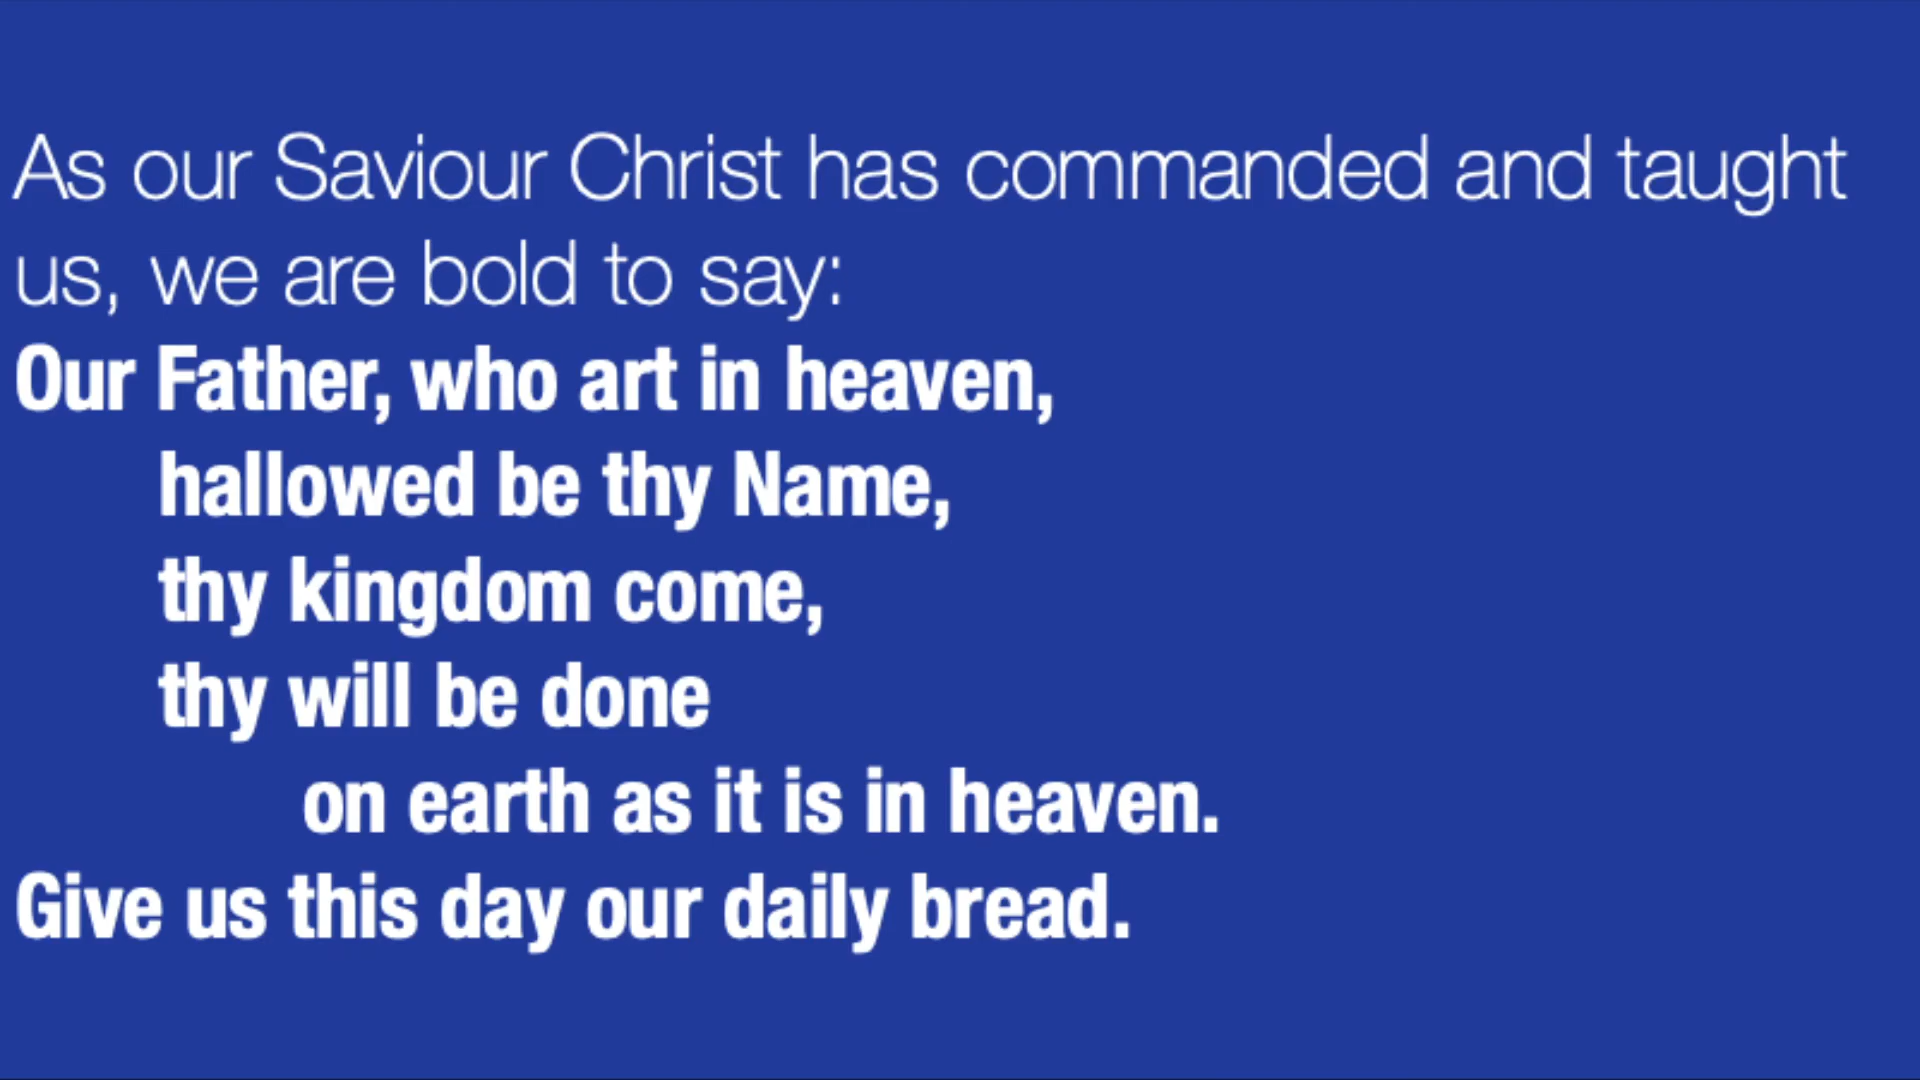 As our Saviour Christ has commanded and taught
us, we are bold to say:
Our Father, who art in heaven,
hallowed be thy Name,
thy kingdom come,
thy will be done
on earth as it is in heaven.
Give us this day our daily bread.